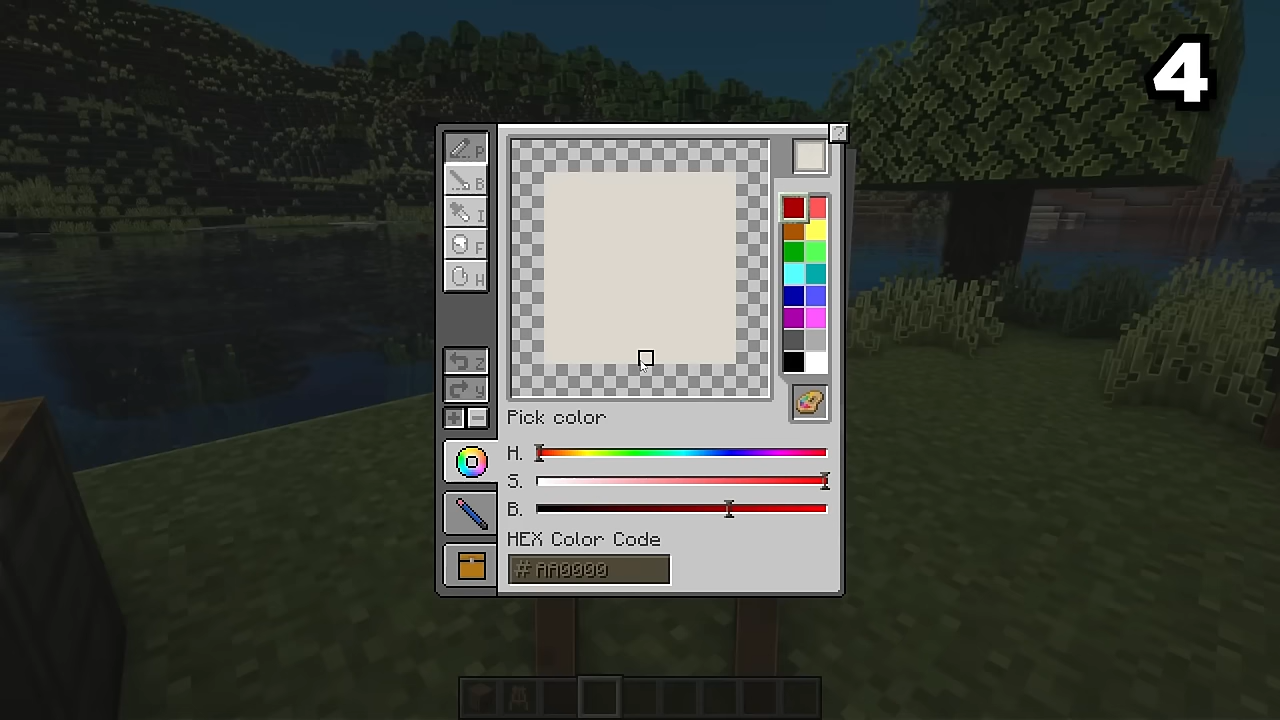 4
?
P
B
I
F
H
Z
Y
Pick color
H.
S.
B.
HEX Color Code
# AA0000